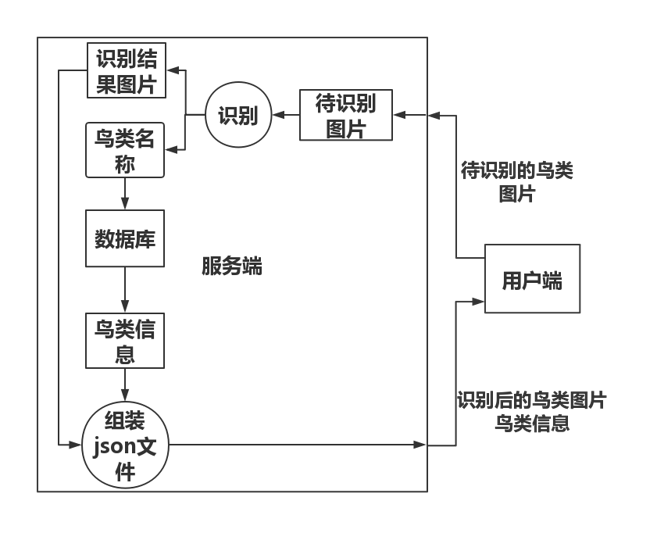 识别结
果图片
识别
待识别
图片
鸟类名
称
待识别的鸟类
图片
数据库
服务端
用户端
鸟类信
息
识别后的鸟类图片
鸟类信息
组装
json文
件